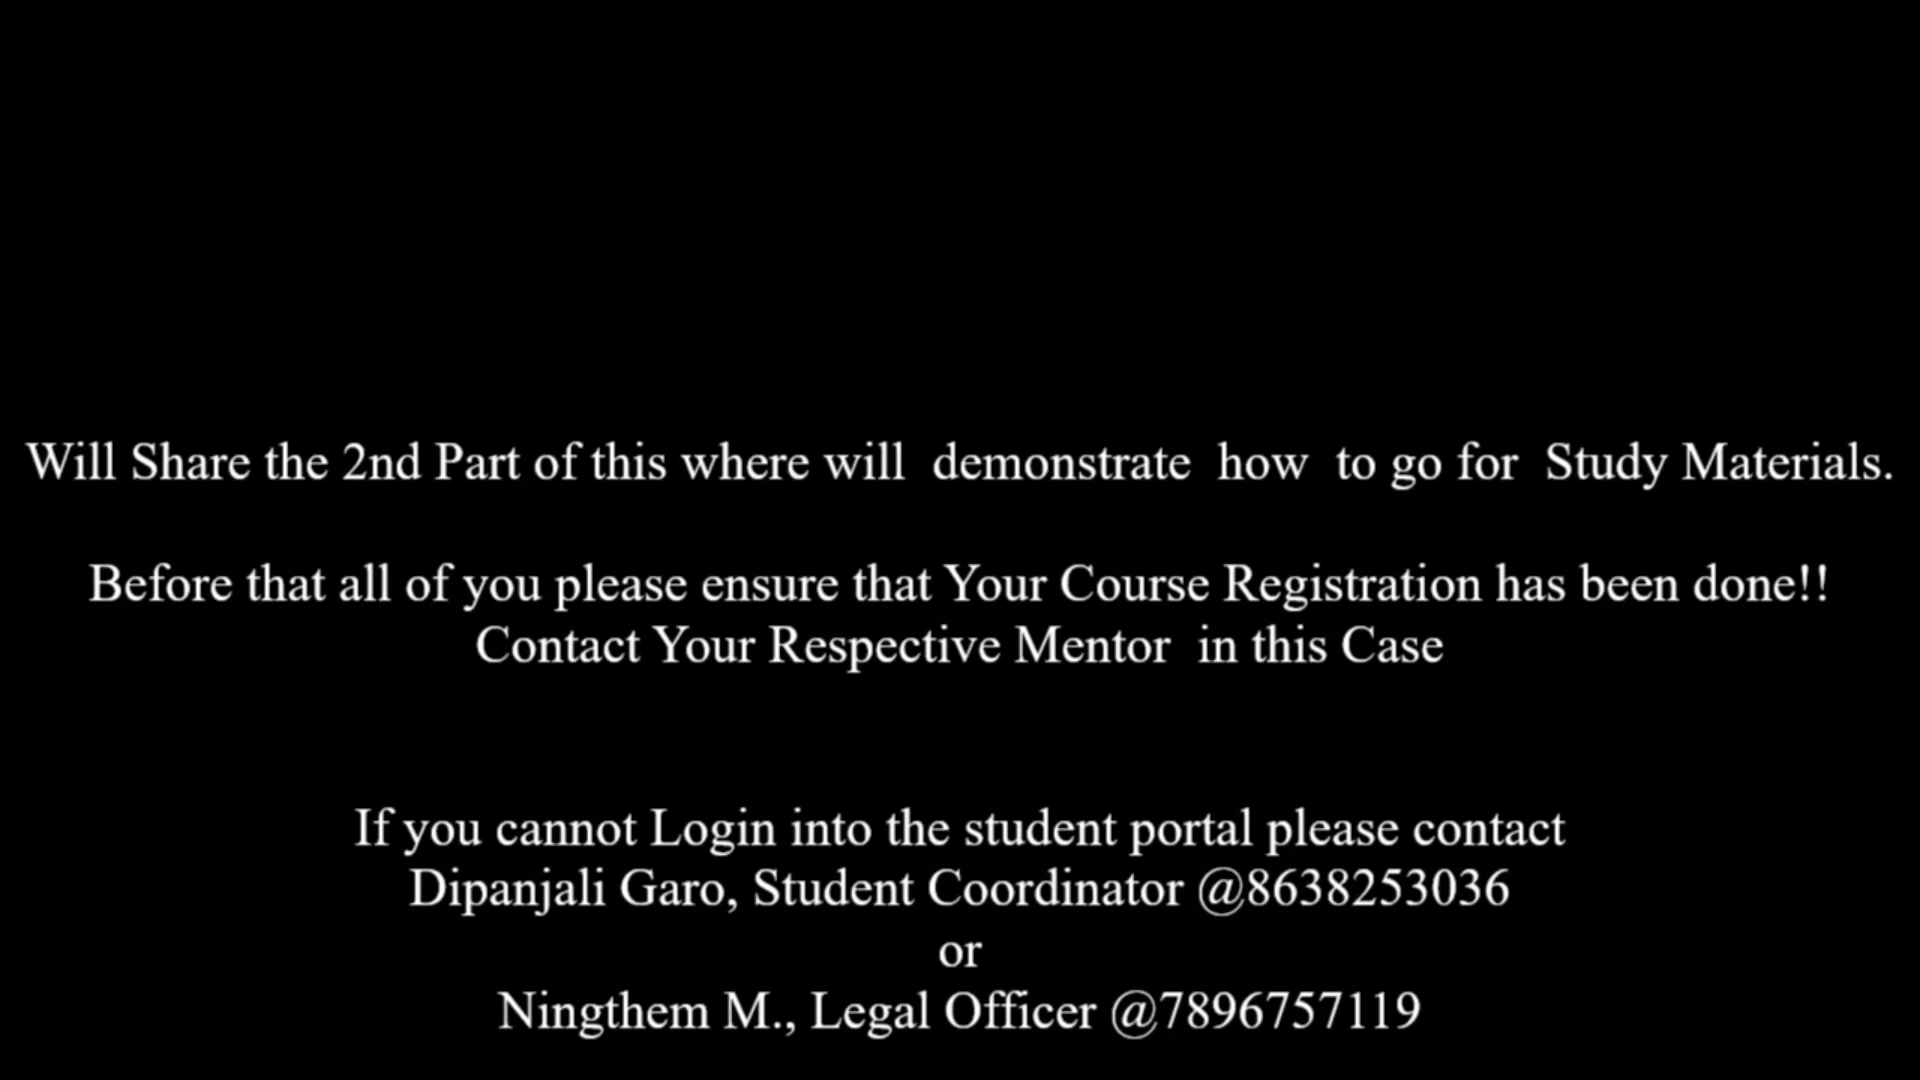 Will Share the 2nd Part of this where will demonstrate how to go for Study Materials.
Before that all of you please ensure that Your Course Registration has been done!!
Contact Your Respective Mentor in this Case
If you cannot Login into the student portal please contact
Dipanjali Garo, Student Coordinator @8638253036
or
Ningthem M., Legal Officer @7896757119